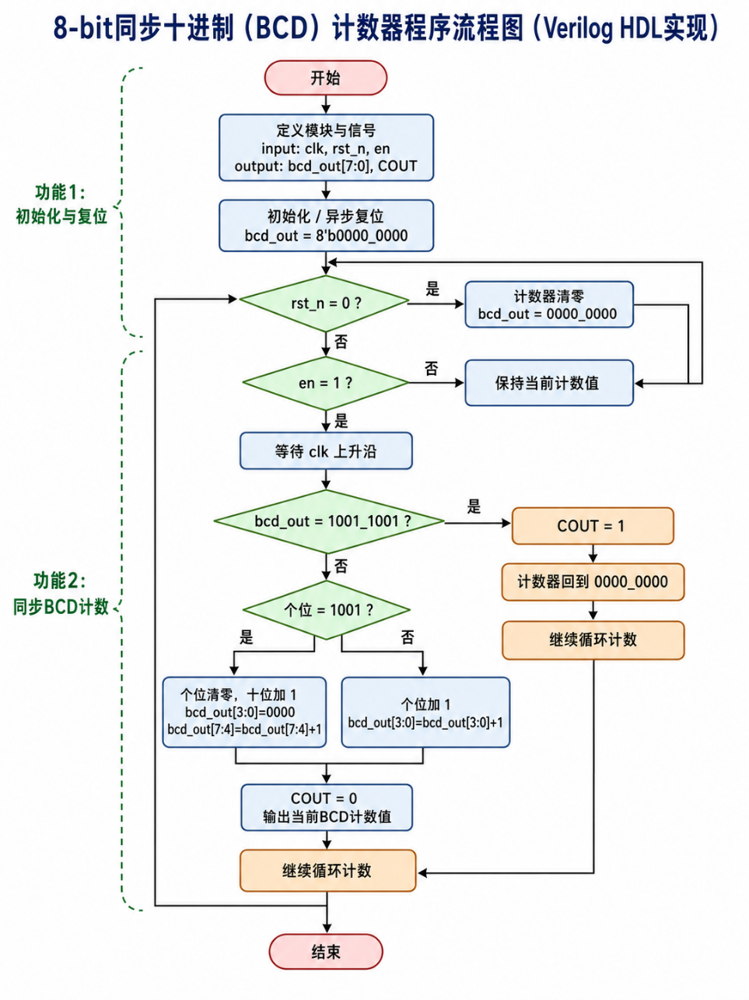 8-bit同步十进制（BCD）计数器程序流程图（Verilog HDL实现）
开始
定义模块与信号
input: clk, rst_n, en
output: bcd_out[7:0], COUT
功能1：
初始化与复位
初始化 / 异步复位
bcd_out = 8'b0000_0000
rst_n = 0 ?
是
计数器清零
bcd_out = 0000_0000
否
en = 1 ?
否
保持当前计数值
是
等待 clk 上升沿
bcd_out = 1001_1001 ?
是
COUT = 1
否
计数器回到 0000_0000
功能2：
同步BCD计数
个位 = 1001 ?
继续循环计数
是
否
个位清零，十位加 1
bcd_out[3:0]=0000
bcd_out[7:4]=bcd_out[7:4]+1
个位加 1
bcd_out[3:0]=bcd_out[3:0]+1
COUT = 0
输出当前BCD计数值
继续循环计数
结束